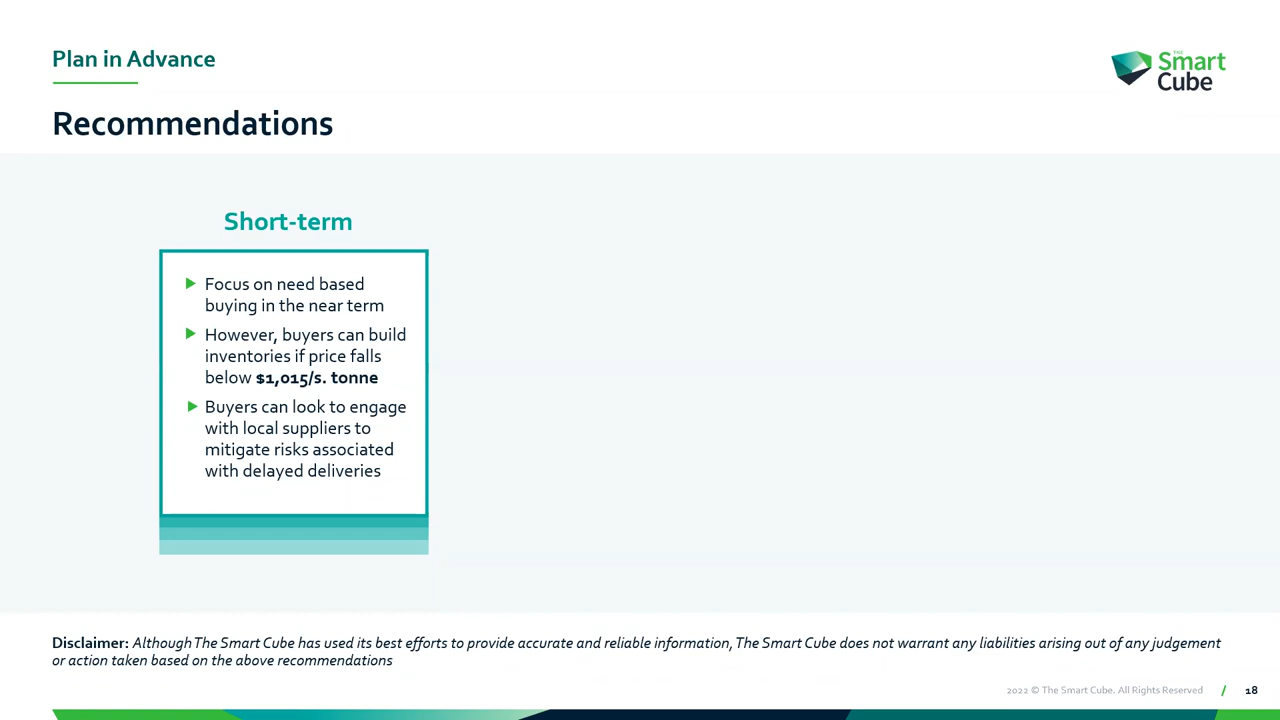 Plan in Advance
THE
Smart
Cube
Recommendations
Short-term
Focus on need based
buying in the near term
However, buyers can build
inventories if price falls
below $1,015/s. tonne
Buyers can look to engage
with local suppliers to
mitigate risks associated
with delayed deliveries
Disclaimer: Although The Smart Cube has used its best efforts to provide accurate and reliable information, The Smart Cube does not warrant any liabilities arising out of any judgement
or action taken based on the above recommendations
2022 © The Smart Cube. All Rights Reserved / 18